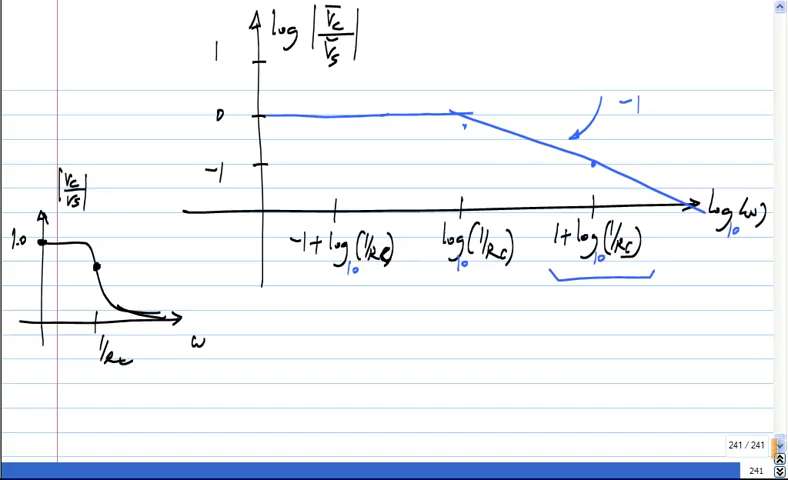 log |V̄c/V̄s|
1
0
-1
-1
log₁₀(ω)
-1 + log₁₀(1/RC)
log₁₀(1/RC)
1 + log₁₀(1/RC)
|Vc/Vs|
1.0
1/RC
ω
241 / 241
241